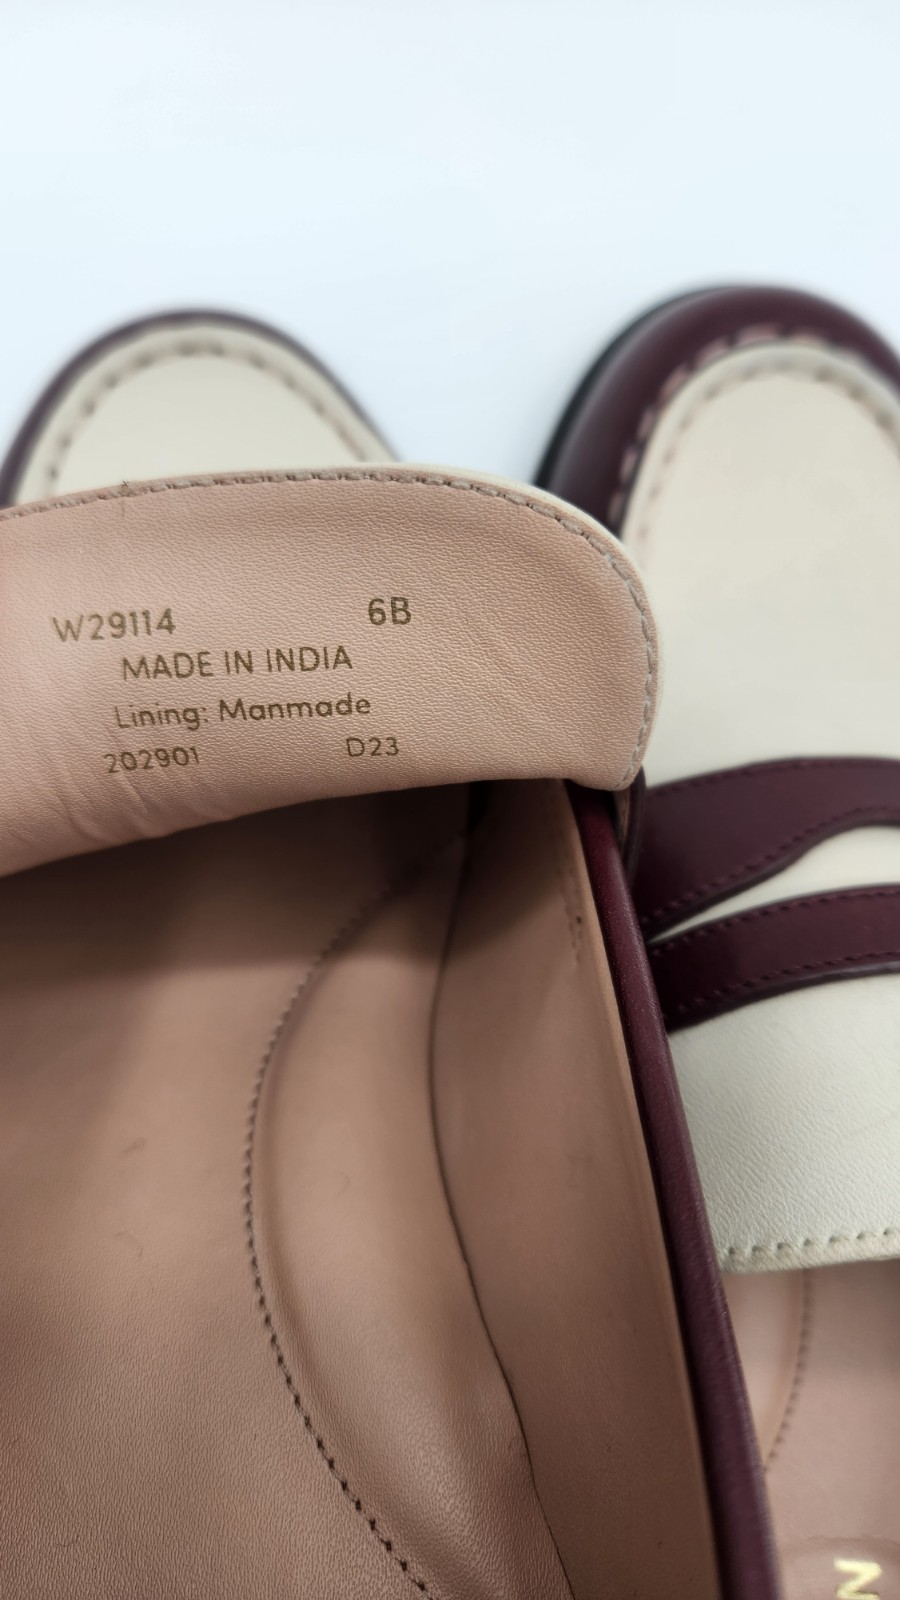 W29114 6B
MADE IN INDIA
Lining: Manmade
202901 D23
N